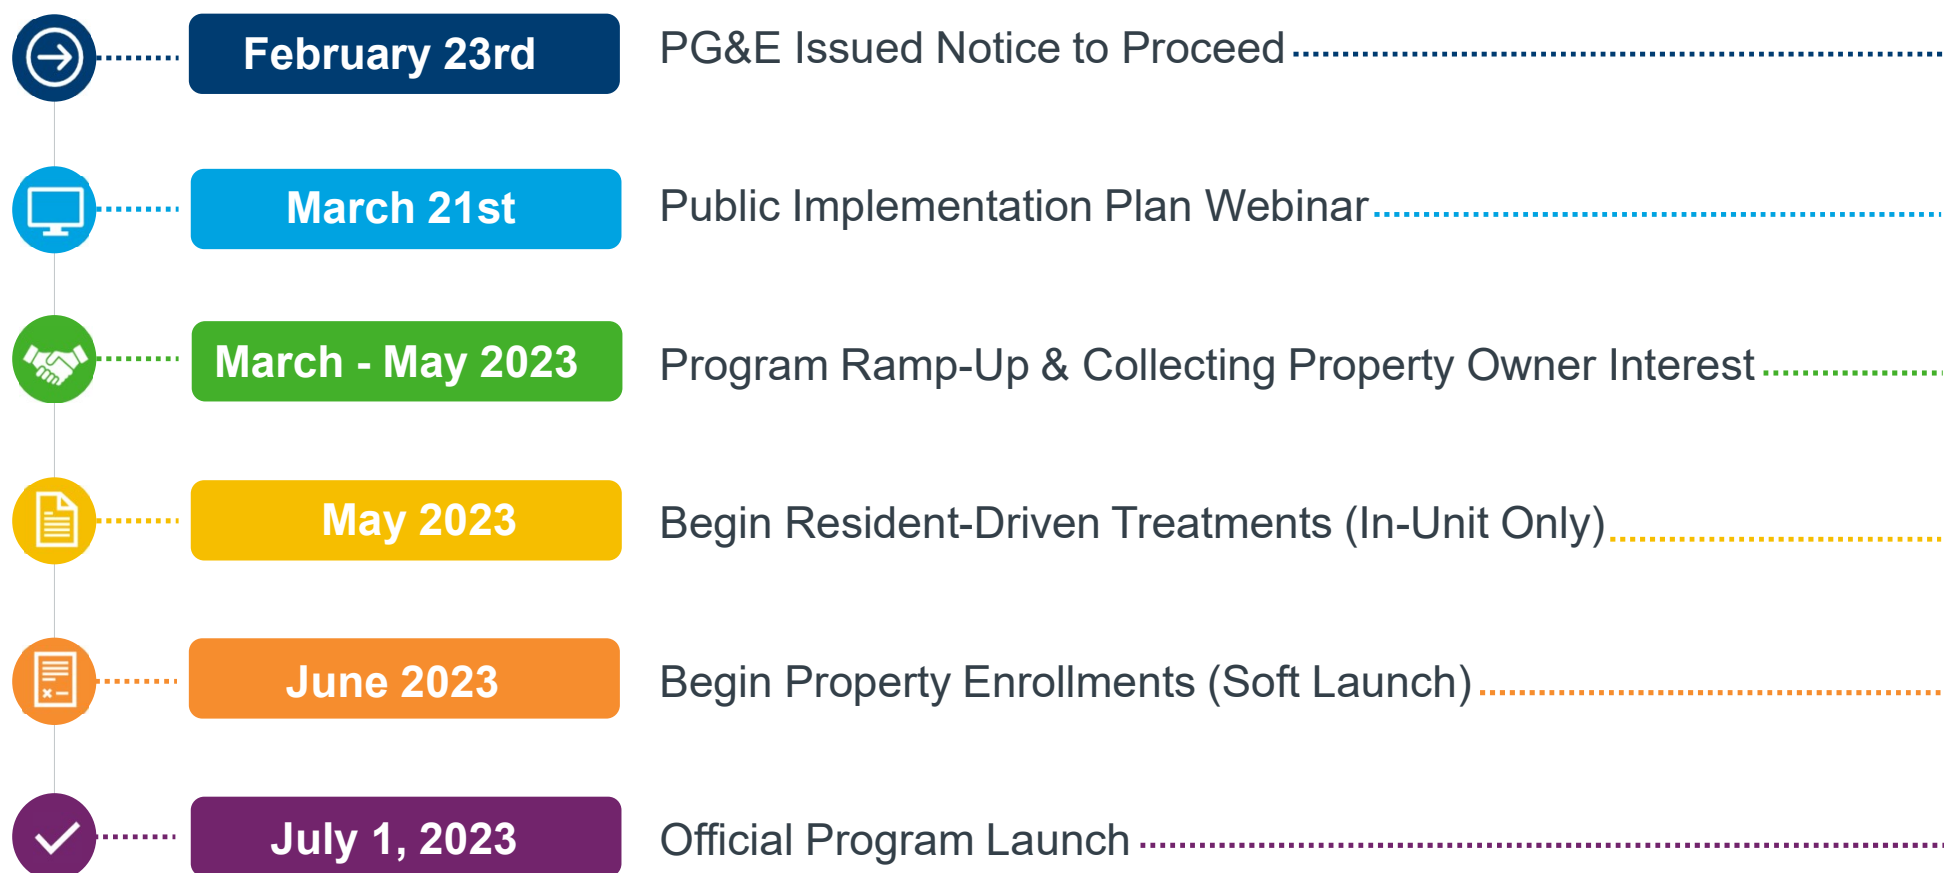 February 23rd PG&E Issued Notice to Proceed
March 21st Public Implementation Plan Webinar
March - May 2023 Program Ramp-Up & Collecting Property Owner Interest
May 2023 Begin Resident-Driven Treatments (In-Unit Only)
June 2023 Begin Property Enrollments (Soft Launch)
July 1, 2023 Official Program Launch